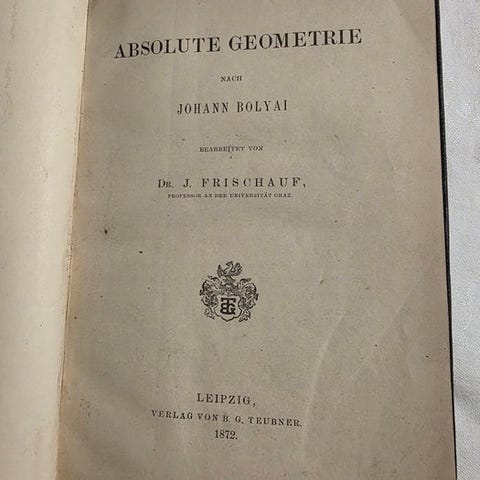 ABSOLUTE GEOMETRIE
NACH
JOHANN BOLYAI
BEARBEITET VON
DR. J. FRISCHAUF,
PROFESSOR AN DER UNIVERSITÄT GRAZ.
LEIPZIG,
VERLAG VON B. G. TEUBNER.
1872.